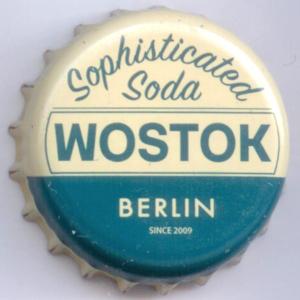 Sophisticated
Soda
WOSTOK
BERLIN
SINCE 2009